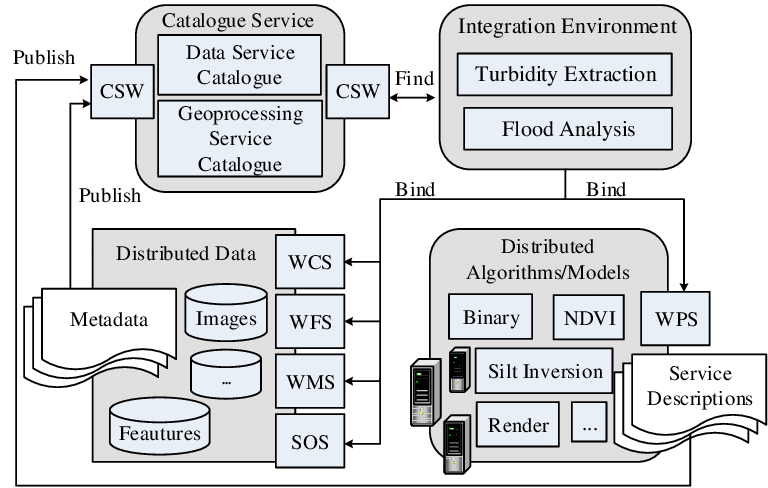 Catalogue Service
Data Service
Catalogue
Geoprocessing
Service
Catalogue
CSW
CSW
Publish
Publish
Find
Integration Environment
Turbidity Extraction
Flood Analysis
Bind
Bind
Distributed Data
WCS
WFS
WMS
SOS
Images
...
Feautures
Metadata
Distributed
Algorithms/Models
Binary
NDVI
WPS
Silt Inversion
Render
...
Service
Descriptions